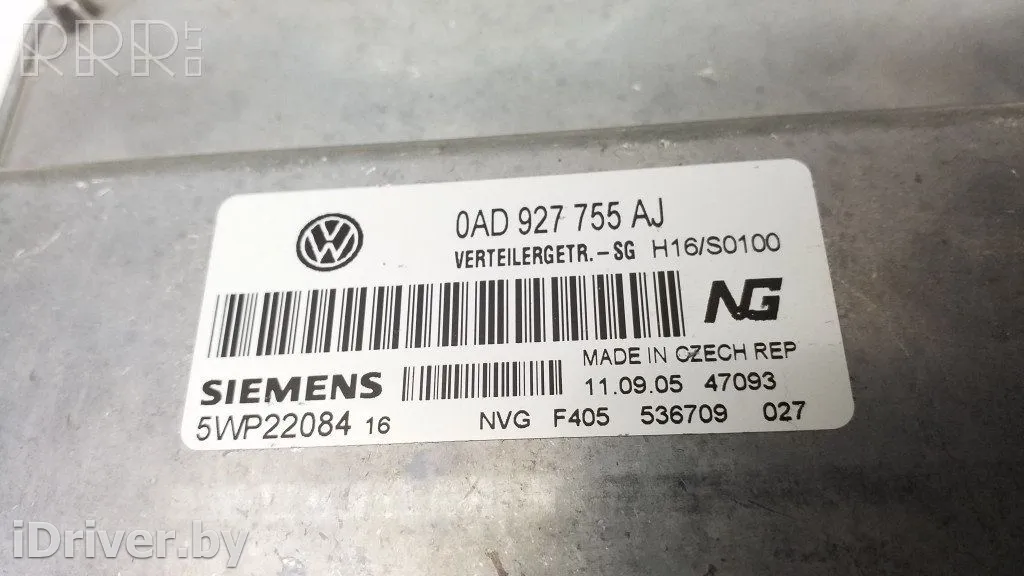 RRR.LT
0AD 927 755 AJ
VERTEILERGETR.-SG H16/S0100
NG
MADE IN CZECH REP
SIEMENS 11.09.05 47093
5WP22084 16 NVG F405 536709 027
iDriver.by